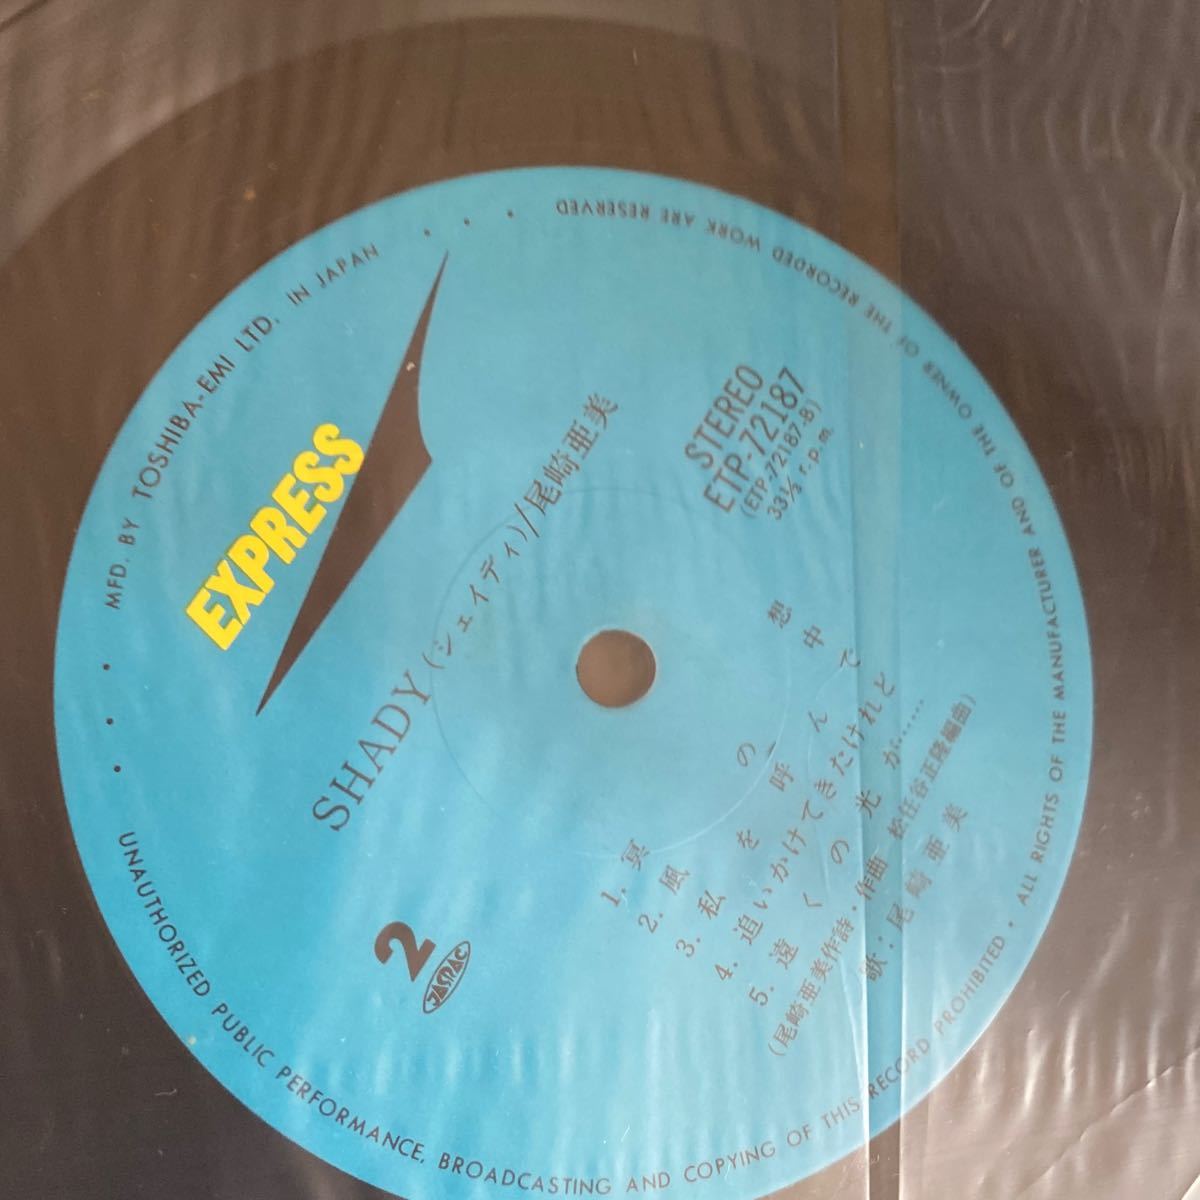 EXPRESS
SHADY (シェイディ)/尾崎亜美
STEREO
ETP-72187
(ETP-72187-B)
33⅓ r.p.m.
2
JASRAC
1. 冥の想
2. 風を呼んで
3. 私の中
4. 追いかけてきたけれど
5. 遠くの光が……
(尾崎亜美作詩・作曲 松任谷正隆編曲)
歌:尾崎亜美
MFD. BY TOSHIBA-EMI LTD. IN JAPAN
UNAUTHORIZED PUBLIC PERFORMANCE, BROADCASTING AND COPYING OF THIS RECORD PROHIBITED • ALL RIGHTS OF THE MANUFACTURER AND OF THE OWNER OF THE RECORDED WORK ARE RESERVED